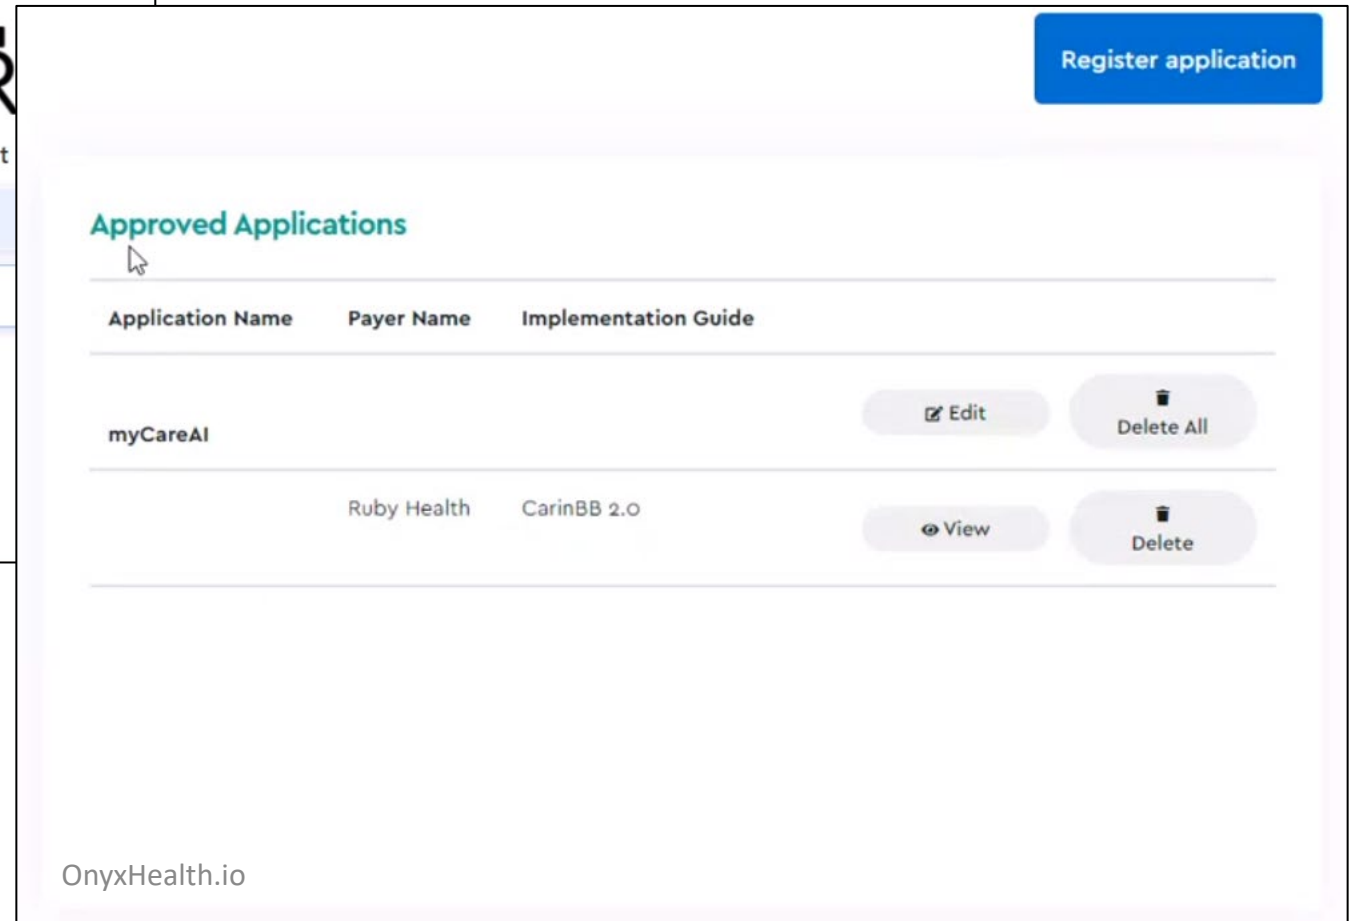 Register application
Approved Applications
Application Name Payer Name Implementation Guide
myCareAI Edit Delete All
Ruby Health CarinBB 2.0 View Delete
OnyxHealth.io